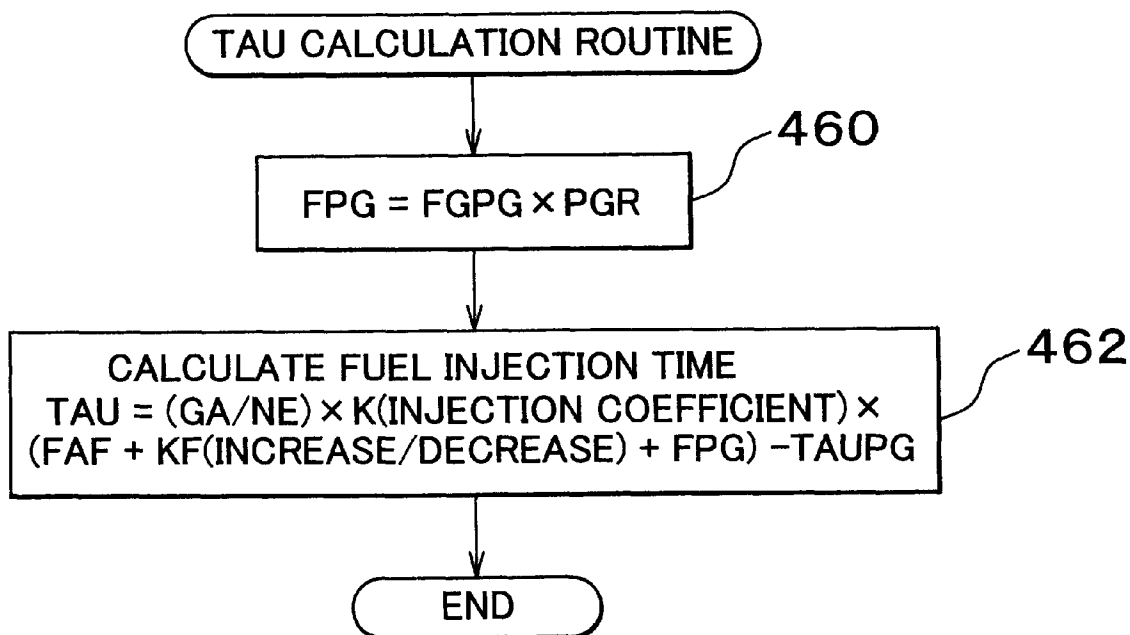 TAU CALCULATION ROUTINE
460
FPG = FGPG × PGR
462
CALCULATE FUEL INJECTION TIME
TAU = (GA/NE) × K(INJECTION COEFFICIENT) ×
(FAF + KF(INCREASE/DECREASE) + FPG) −TAUPG
END